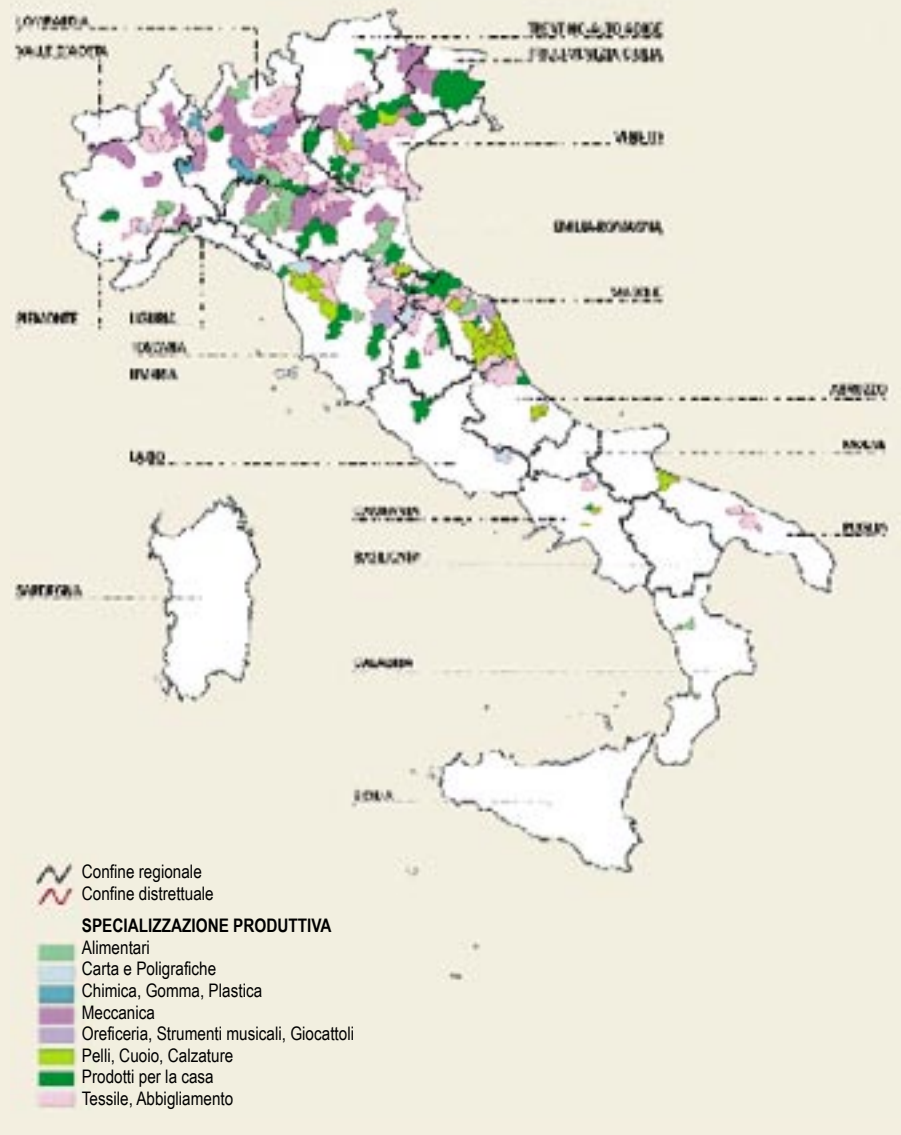 LOMBARDIA
VALLE D'AOSTA
TRENTINO-ALTO ADIGE
FRIULI-VENEZIA GIULIA
VENETO
EMILIA-ROMAGNA
MARCHE
PIEMONTE
LIGURIA
TOSCANA
UMBRIA
ABRUZZO
MOLISE
LAZIO
CAMPANIA
PUGLIA
BASILICATA
SARDEGNA
CALABRIA
SICILIA
Confine regionale
Confine distrettuale
SPECIALIZZAZIONE PRODUTTIVA
Alimentari
Carta e Poligrafiche
Chimica, Gomma, Plastica
Meccanica
Oreficeria, Strumenti musicali, Giocattoli
Pelli, Cuoio, Calzature
Prodotti per la casa
Tessile, Abbigliamento